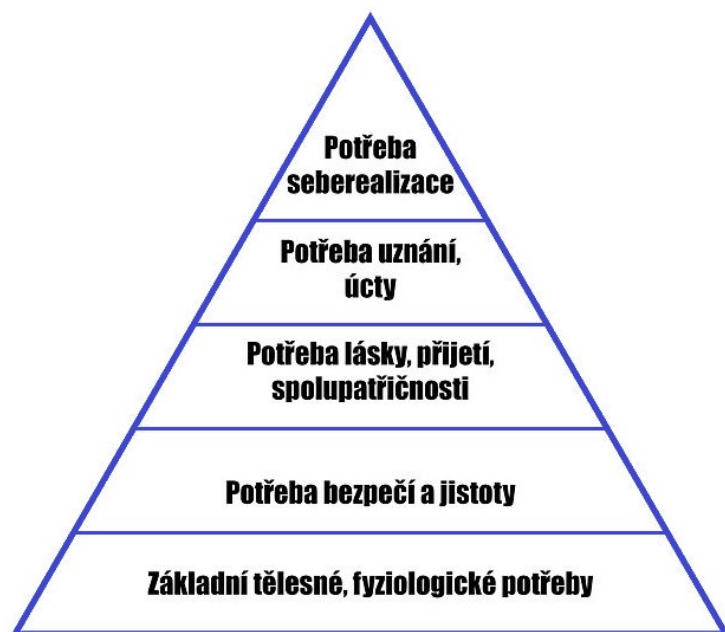 Potřeba
seberealizace
Potřeba uznání,
úcty
Potřeba lásky, přijetí,
spolupatřičnosti
Potřeba bezpečí a jistoty
Základní tělesné, fyziologické potřeby